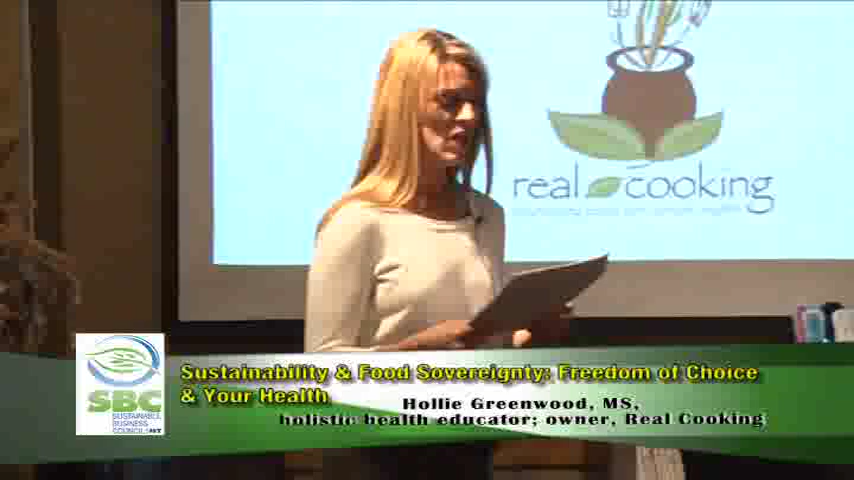 real cooking
Sustainability & Food Sovereignty: Freedom of Choice
& Your Health
Hollie Greenwood, MS,
holistic health educator; owner, Real Cooking
SBC
SUSTAINABLE
BUSINESS